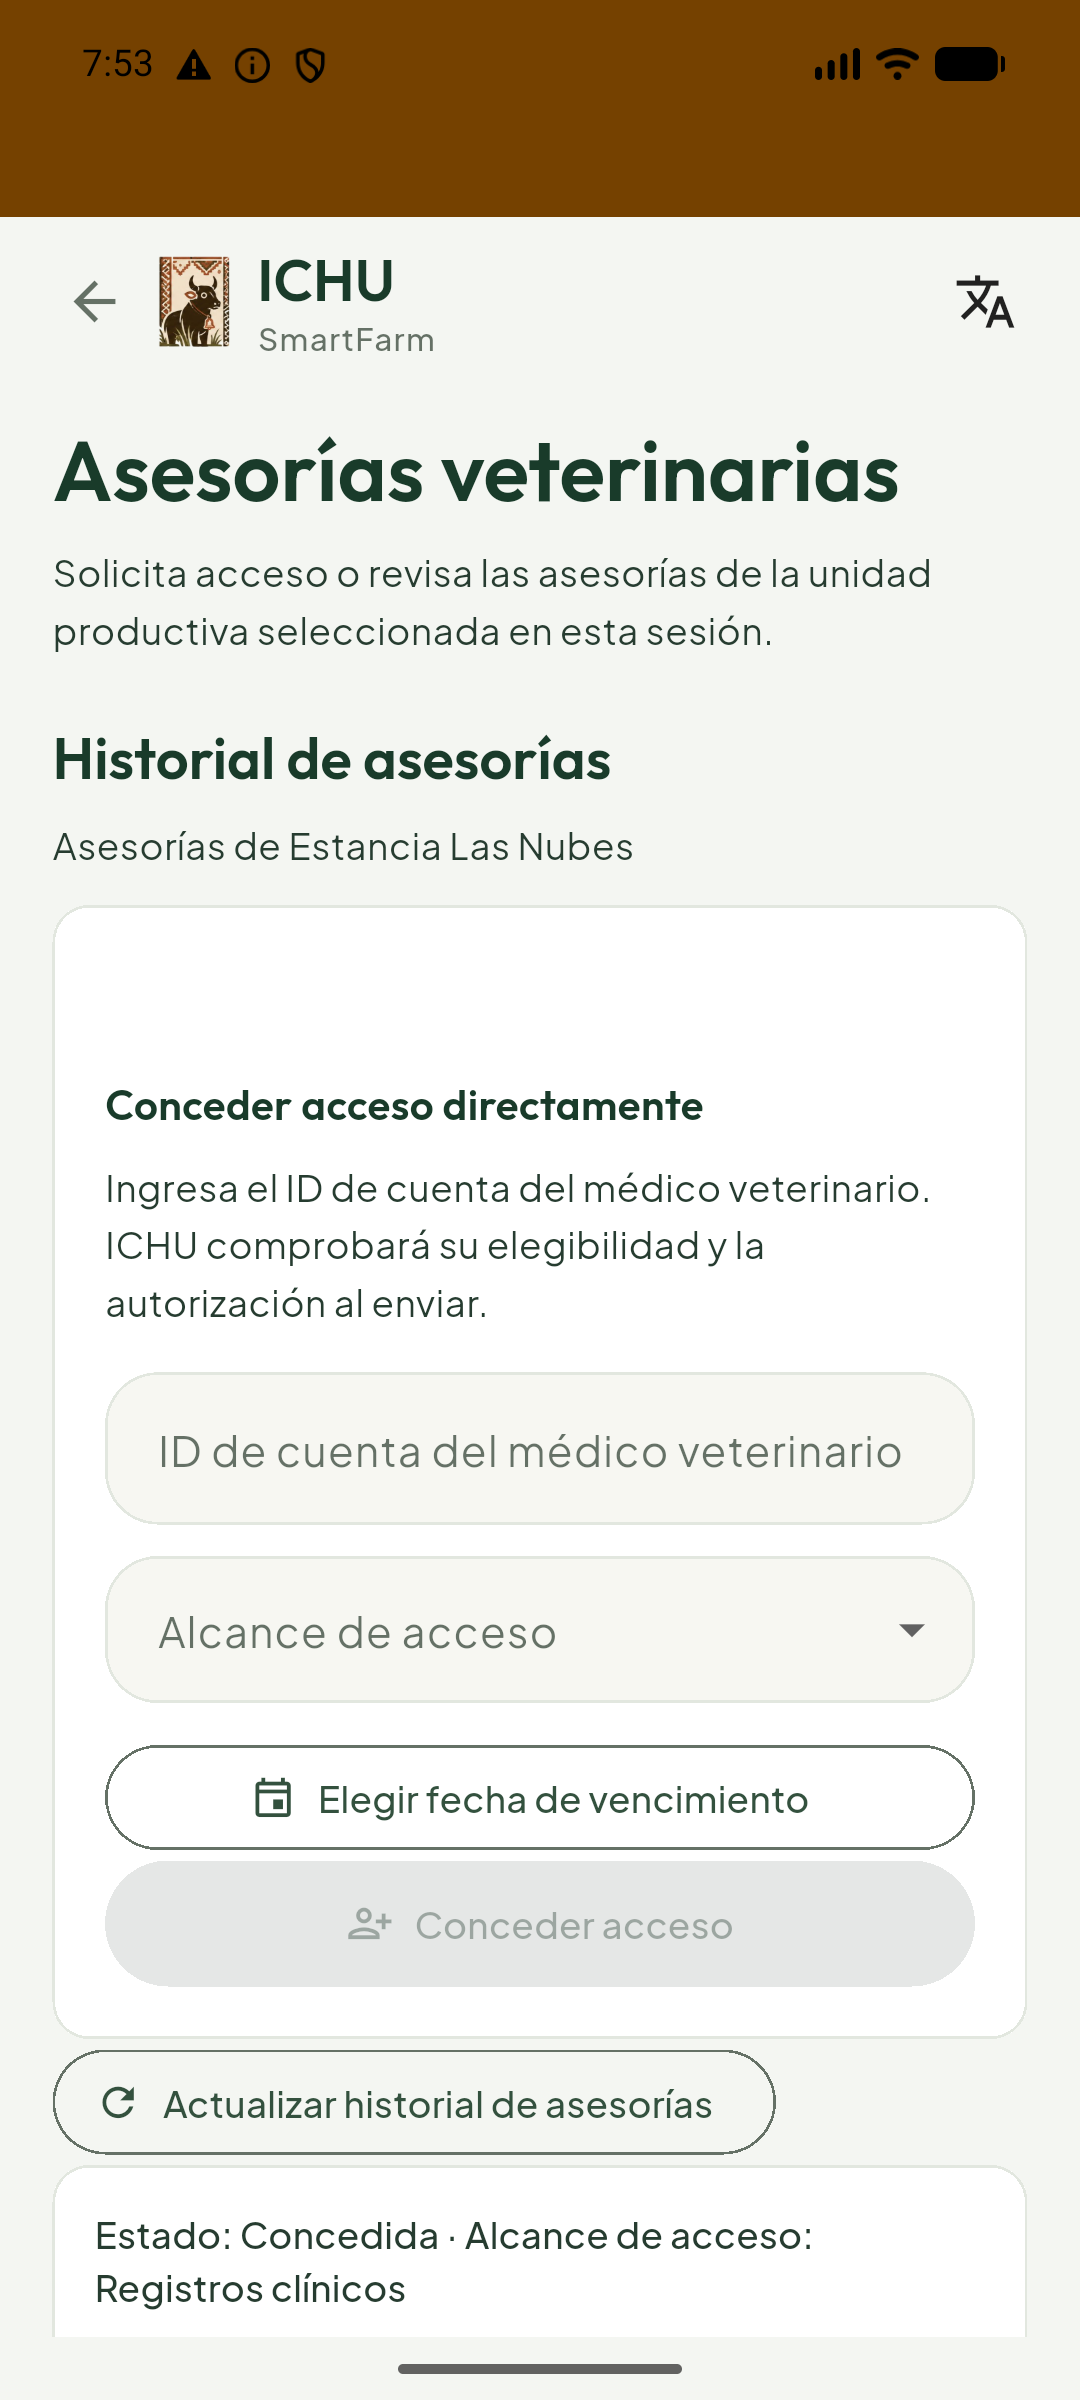 7:53
ICHU
SmartFarm
Asesorías veterinarias
Solicita acceso o revisa las asesorías de la unidad
productiva seleccionada en esta sesión.
Historial de asesorías
Asesorías de Estancia Las Nubes
Conceder acceso directamente
Ingresa el ID de cuenta del médico veterinario.
ICHU comprobará su elegibilidad y la
autorización al enviar.
ID de cuenta del médico veterinario
Alcance de acceso
Elegir fecha de vencimiento
Conceder acceso
Actualizar historial de asesorías
Estado: Concedida · Alcance de acceso:
Registros clínicos